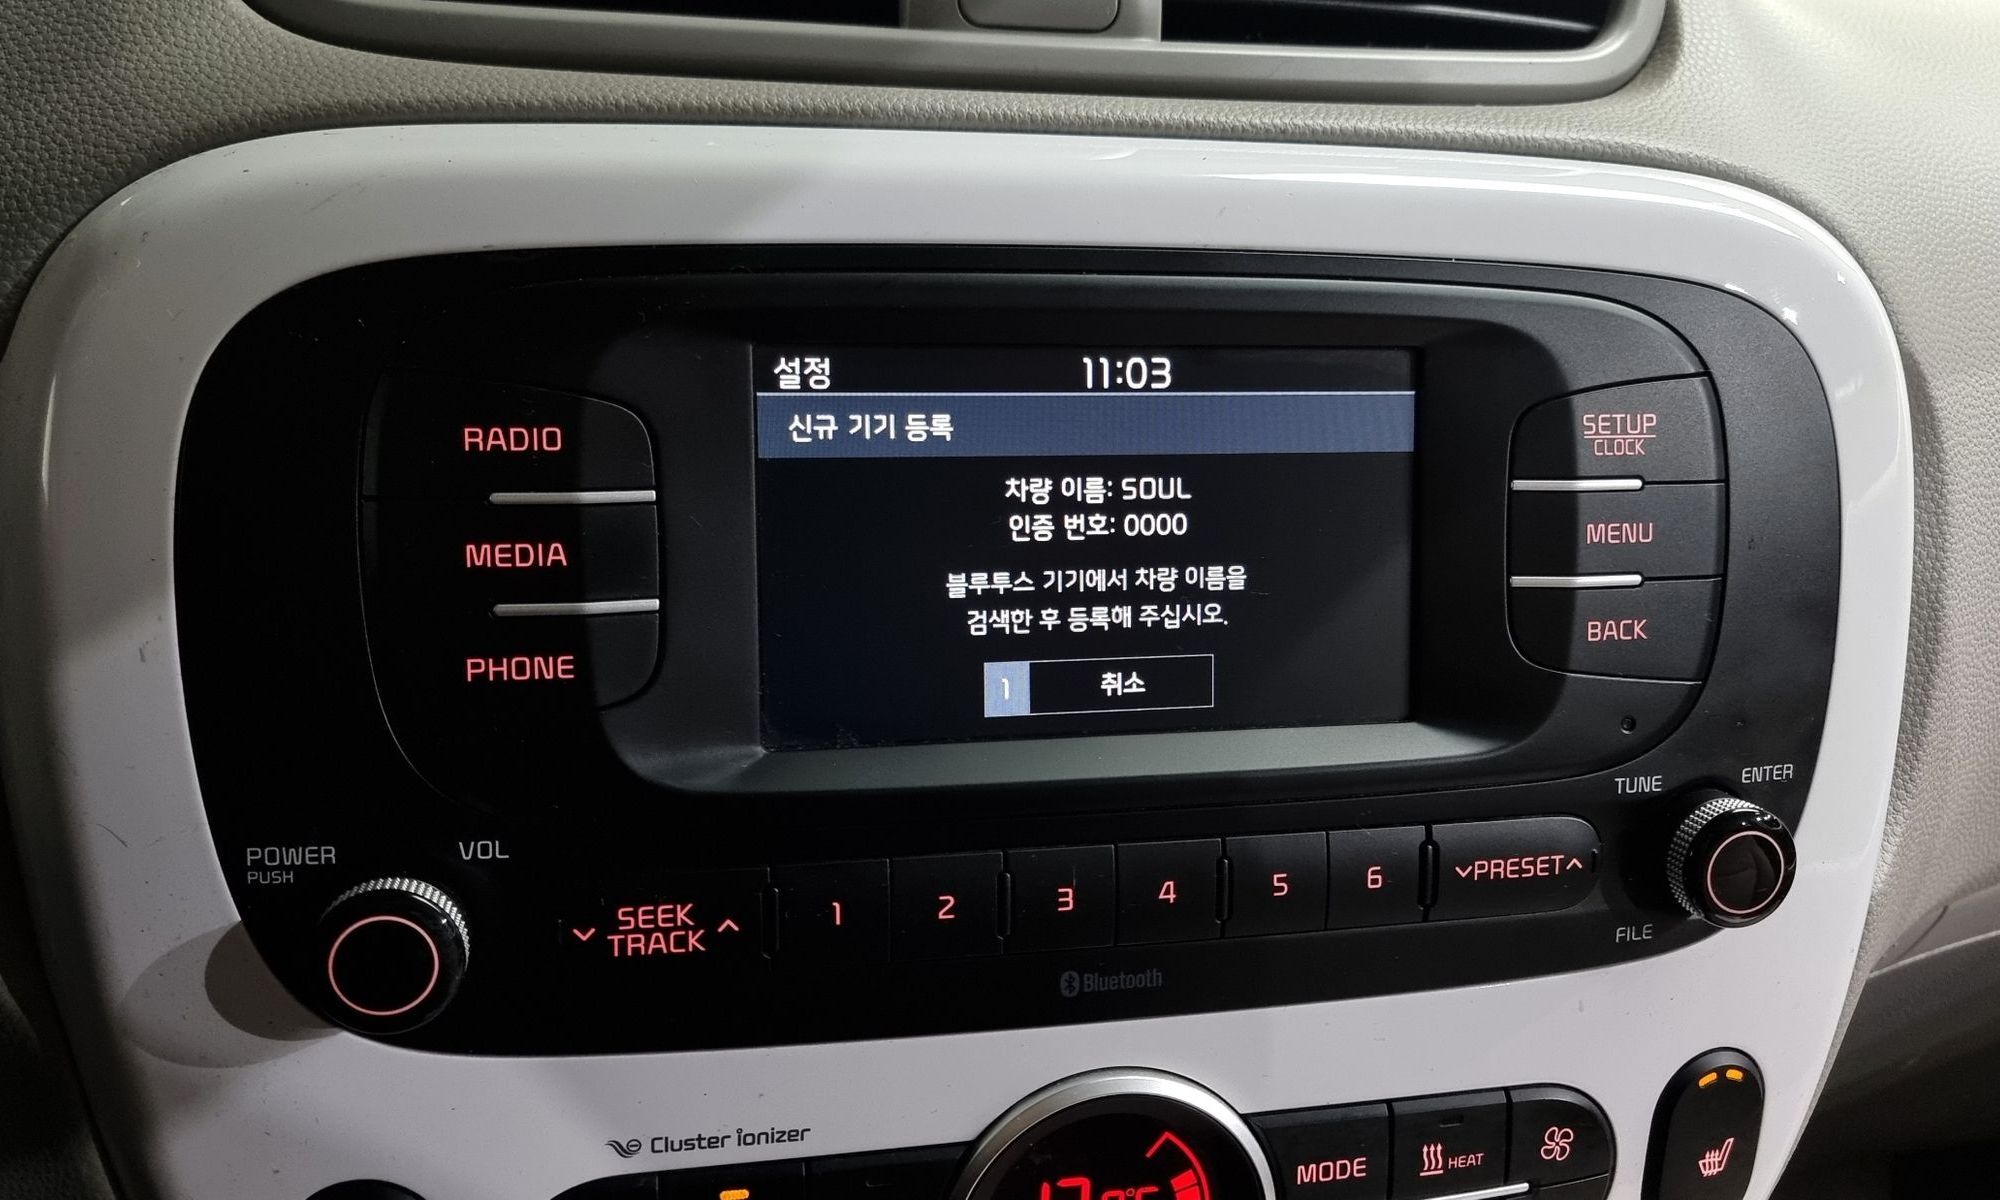 설정
11:03
신규 기기 등록
차량 이름: SOUL
인증 번호: 0000
블루투스 기기에서 차량 이름을
검색한 후 등록해 주십시오.
1 취소
RADIO
MEDIA
PHONE
SETUP
CLOCK
MENU
BACK
POWER
PUSH
VOL
SEEK
TRACK
1
2
3
4
5
6
PRESET
TUNE
ENTER
FILE
Bluetooth
Cluster ionizer
MODE
HEAT